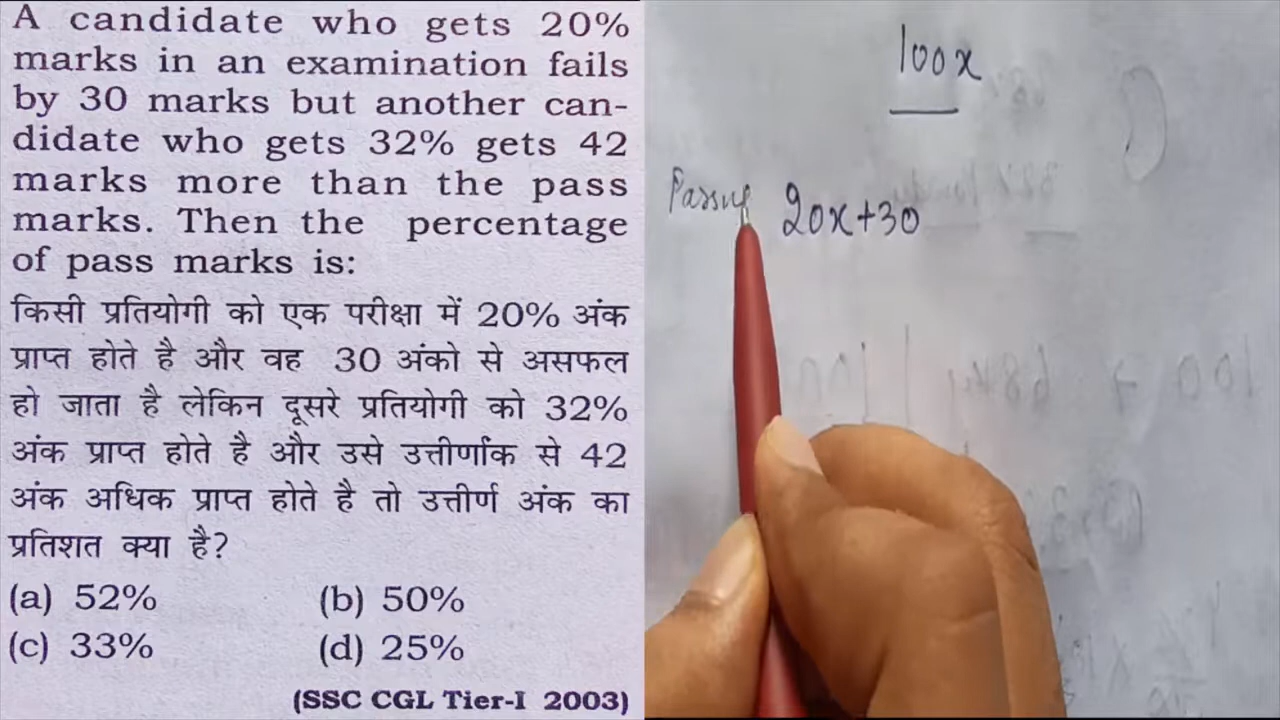 A candidate who gets 20%
marks in an examination fails
by 30 marks but another can-
didate who gets 32% gets 42
marks more than the pass
marks. Then the percentage
of pass marks is:
किसी प्रतियोगी को एक परीक्षा में 20% अंक
प्राप्त होते है और वह 30 अंको से असफल
हो जाता है लेकिन दूसरे प्रतियोगी को 32%
अंक प्राप्त होते है और उसे उत्तीर्णांक से 42
अंक अधिक प्राप्त होते है तो उत्तीर्ण अंक का
प्रतिशत क्या है?
(a) 52% (b) 50%
(c) 33% (d) 25%
(SSC CGL Tier-I 2003)
100x
20x+30